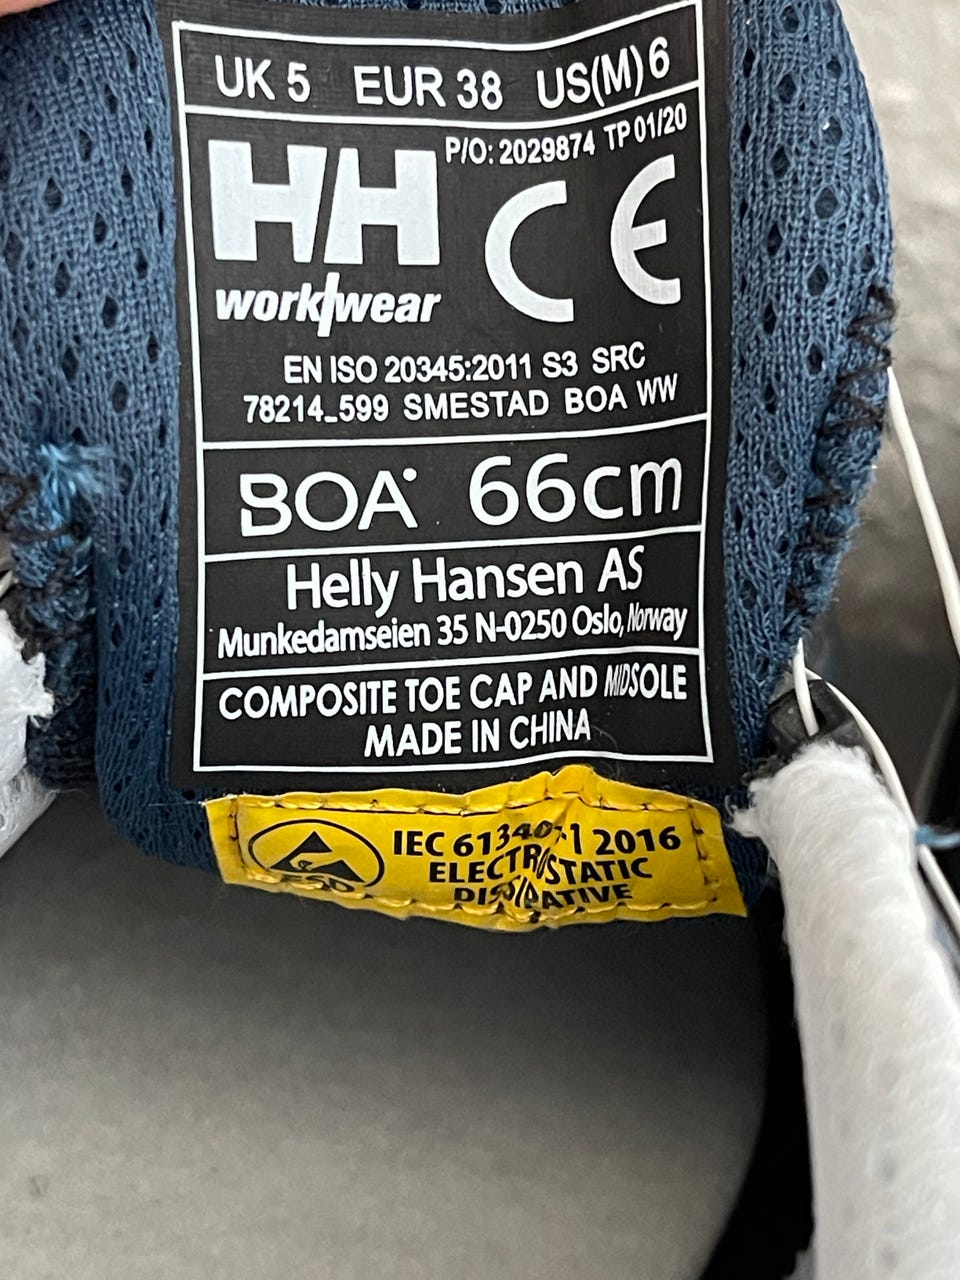 UK 5 EUR 38 US(M) 6
P/O: 2029874 TP 01/20
HH CE
workwear
EN ISO 20345:2011 S3 SRC
78214_599 SMESTAD BOA WW
BOA 66cm
Helly Hansen AS
Munkedamseien 35 N-0250 Oslo, Norway
COMPOSITE TOE CAP AND MIDSOLE
MADE IN CHINA
IEC 61340-1 2016
ELECTROSTATIC
ESD DISSIPATIVE